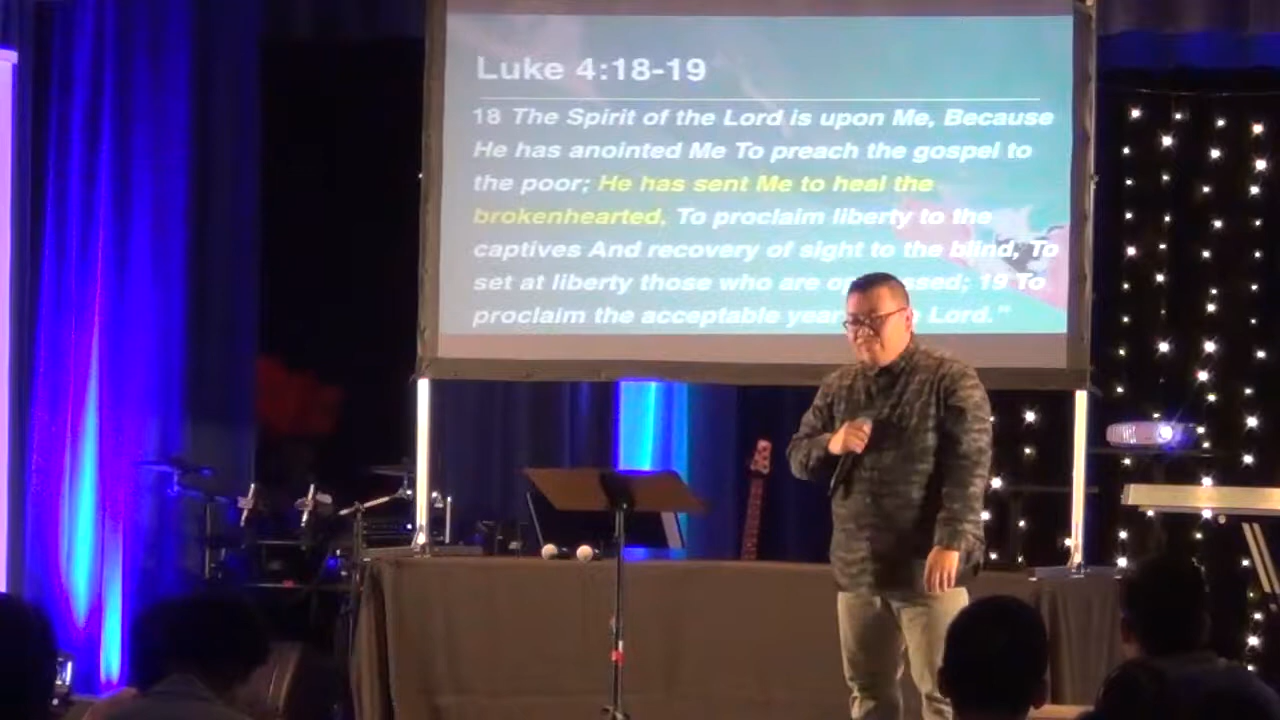 Luke 4:18-19
18 The Spirit of the Lord is upon Me, Because
He has anointed Me To preach the gospel to
the poor; He has sent Me to heal the
brokenhearted, To proclaim liberty to the
captives And recovery of sight to the blind, To
set at liberty those who are 19 To
proclaim the acceptable year Lord."